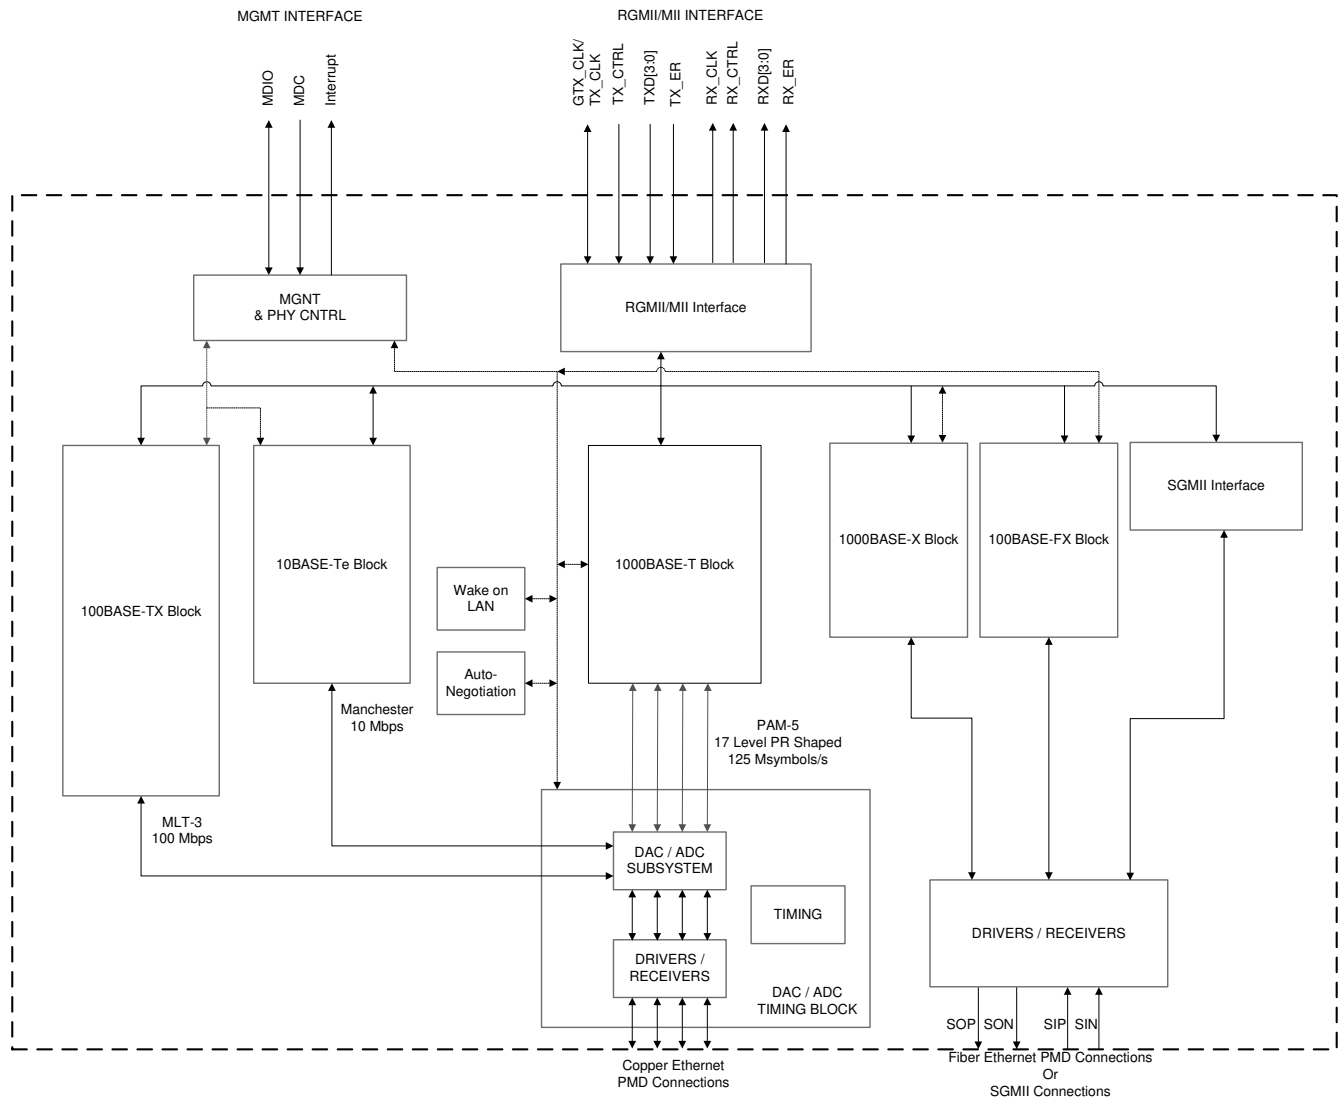 MGMT INTERFACE
RGMII/MII INTERFACE
MDIO
MDC
Interrupt
GTX_CLK/
TX_CLK
TX_CTRL
TXD[3:0]
TX_ER
RX_CLK
RX_CTRL
RXD[3:0]
RX_ER
MGNT
& PHY CNTRL
RGMII/MII Interface
100BASE-TX Block
10BASE-Te Block
Wake on
LAN
Auto-
Negotiation
1000BASE-T Block
1000BASE-X Block
100BASE-FX Block
SGMII Interface
Manchester
10 Mbps
PAM-5
17 Level PR Shaped
125 Msymbols/s
MLT-3
100 Mbps
DAC / ADC
SUBSYSTEM
TIMING
DRIVERS /
RECEIVERS
DAC / ADC
TIMING BLOCK
DRIVERS / RECEIVERS
SOP
SON
SIP
SIN
Copper Ethernet
PMD Connections
Fiber Ethernet PMD Connections
Or
SGMII Connections